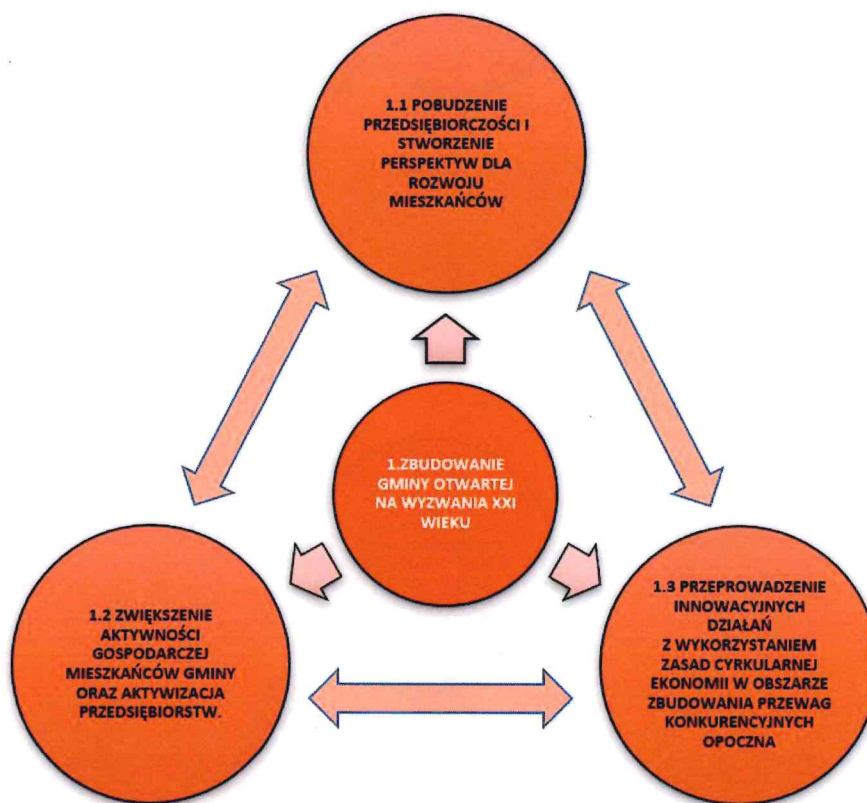 1.1 POBUDZENIE
PRZEDSIĘBIORCZOŚCI I
STWORZENIE
PERSPEKTYW DLA
ROZWOJU
MIESZKAŃCÓW
1.ZBUDOWANIE
GMINY OTWARTEJ
NA WYZWANIA XXI
WIEKU
1.2 ZWIĘKSZENIE
AKTYWNOŚCI
GOSPODARCZEJ
MIESZKAŃCÓW GMINY
ORAZ AKTYWIZACJA
PRZEDSIĘBIORSTW.
1.3 PRZEPROWADZENIE
INNOWACYJNYCH
DZIAŁAŃ
Z WYKORZYSTANIEM
ZASAD CYRKULARNEJ
EKONOMII W OBSZARZE
ZBUDOWANIA PRZEWAG
KONKURENCYJNYCH
OPOCZNA